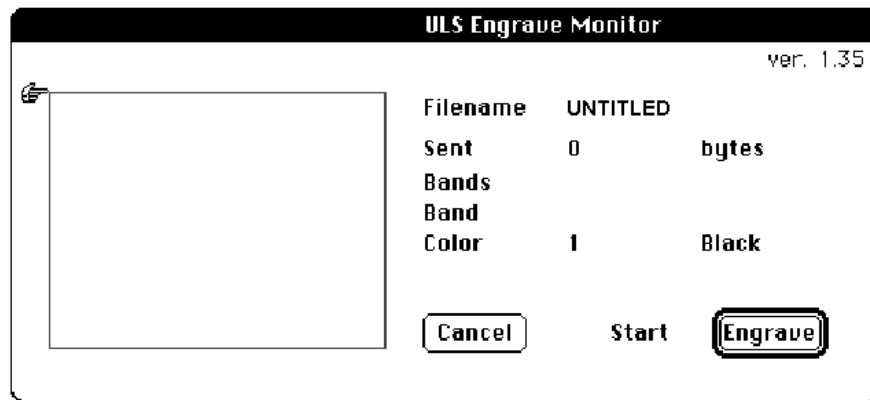 ULS Engrave Monitor
ver. 1.35
Filename UNTITLED
Sent 0 bytes
Bands
Band
Color 1 Black
Cancel Start Engrave